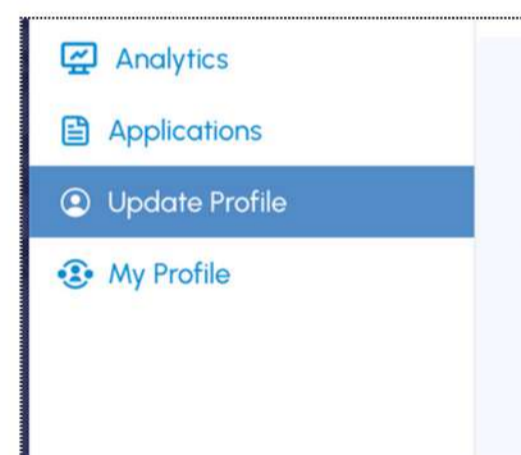 Analytics
Applications
Update Profile
My Profile